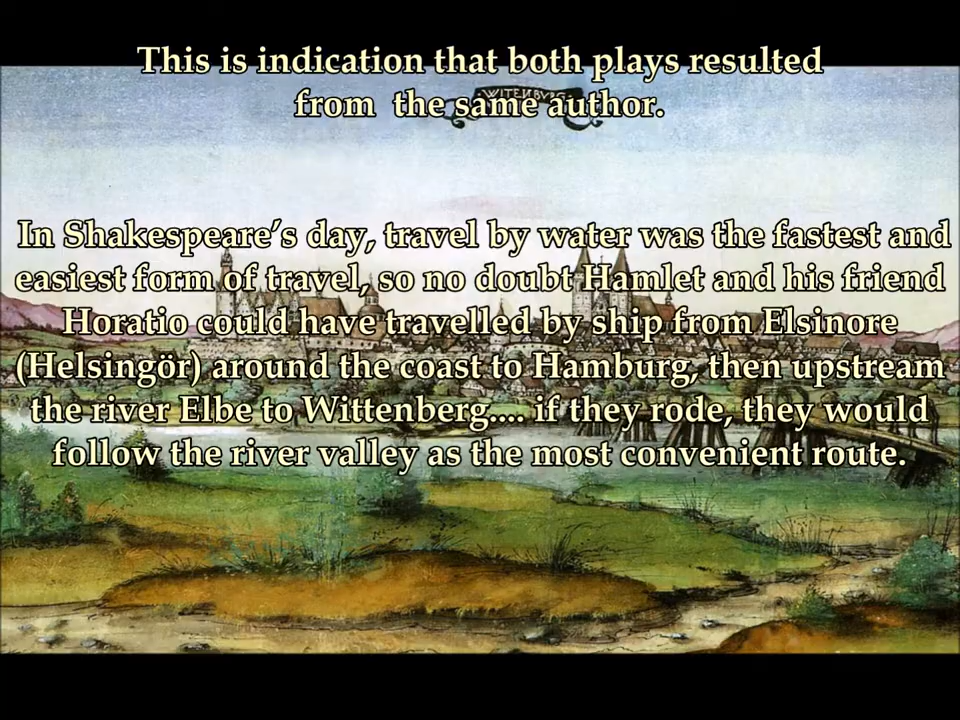 This is indication that both plays resulted
from the same author.
WITENBVRG
In Shakespeare's day, travel by water was the fastest and
easiest form of travel, so no doubt Hamlet and his friend
Horatio could have travelled by ship from Elsinore
(Helsingör) around the coast to Hamburg, then upstream
the river Elbe to Wittenberg.... if they rode, they would
follow the river valley as the most convenient route.